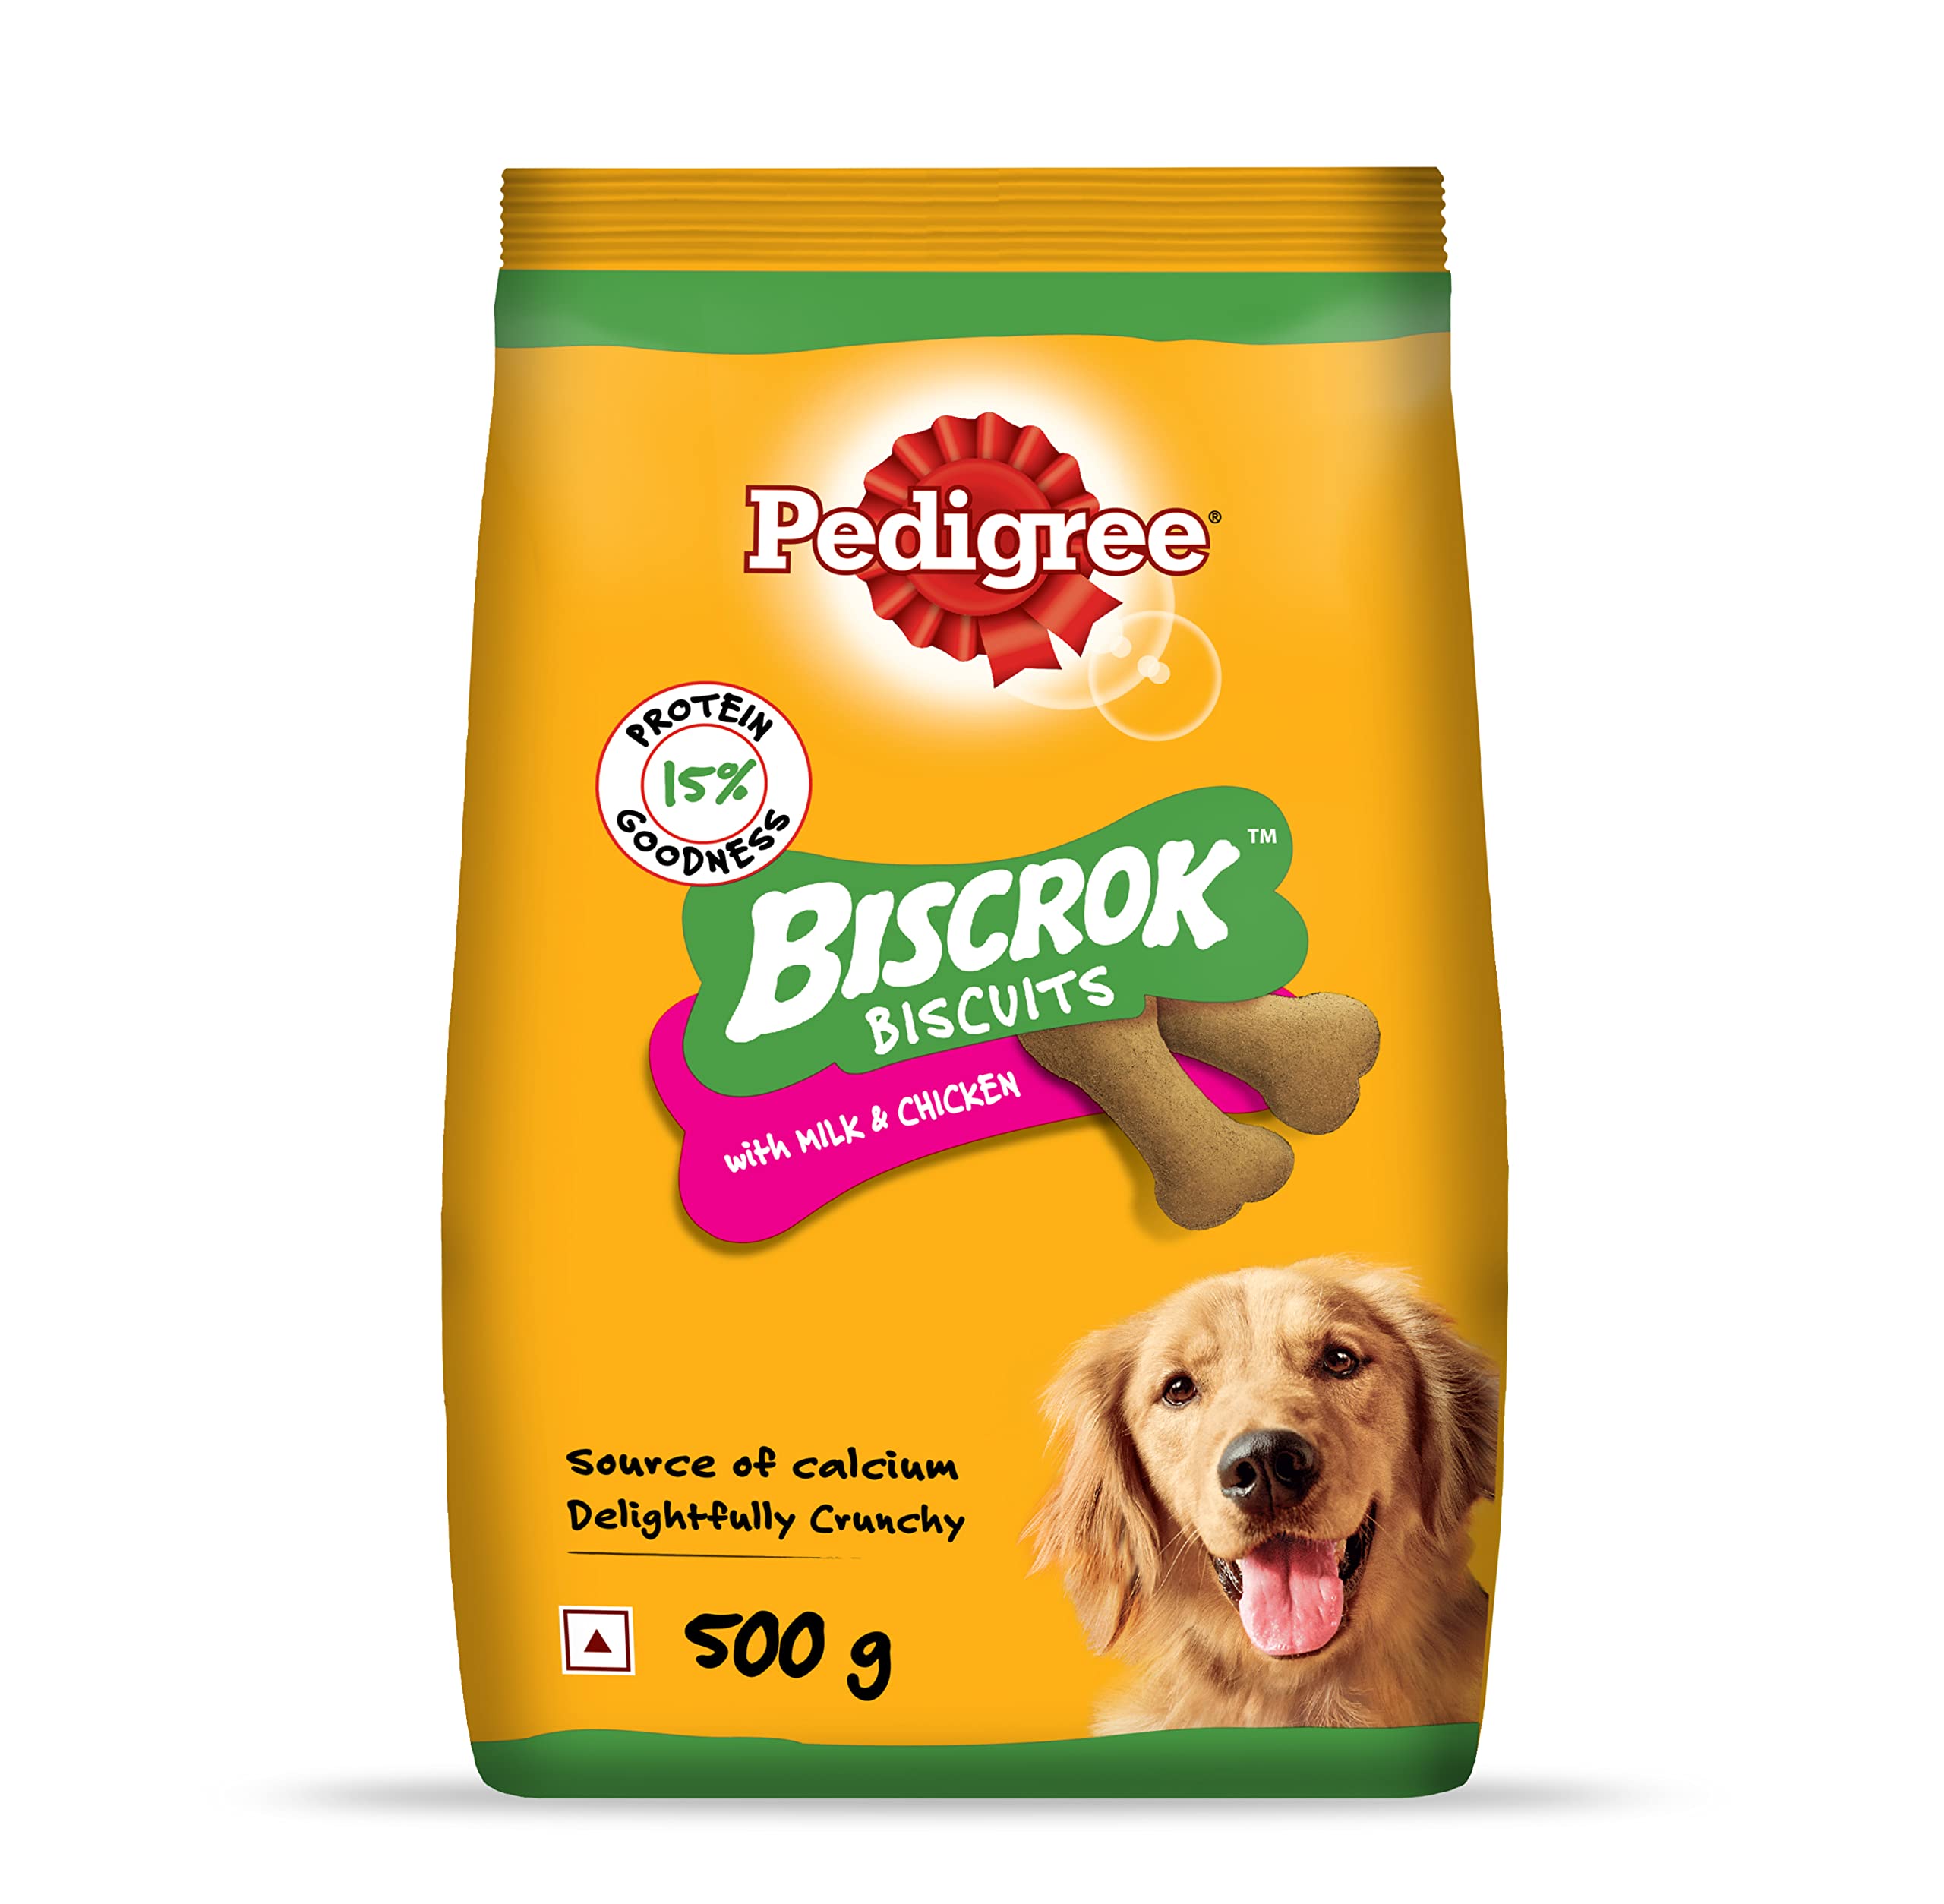 Pedigree®
PROTEIN
15%
GOODNESS
BISCROK™
BISCUITS
with MILK & CHICKEN
Source of calcium
Delightfully Crunchy
500 g